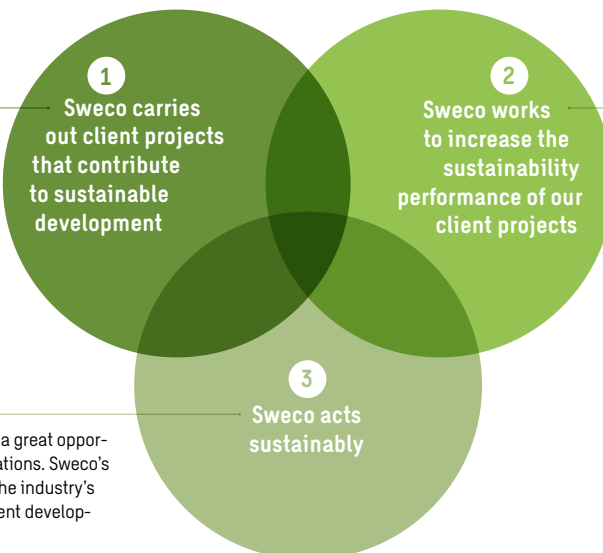 1
Sweco carries
out client projects
that contribute
to sustainable
development
2
Sweco works
to increase the
sustainability
performance of our
client projects
3
Sweco acts
sustainably
a great oppor-
ations. Sweco's
he industry's
ent develop-